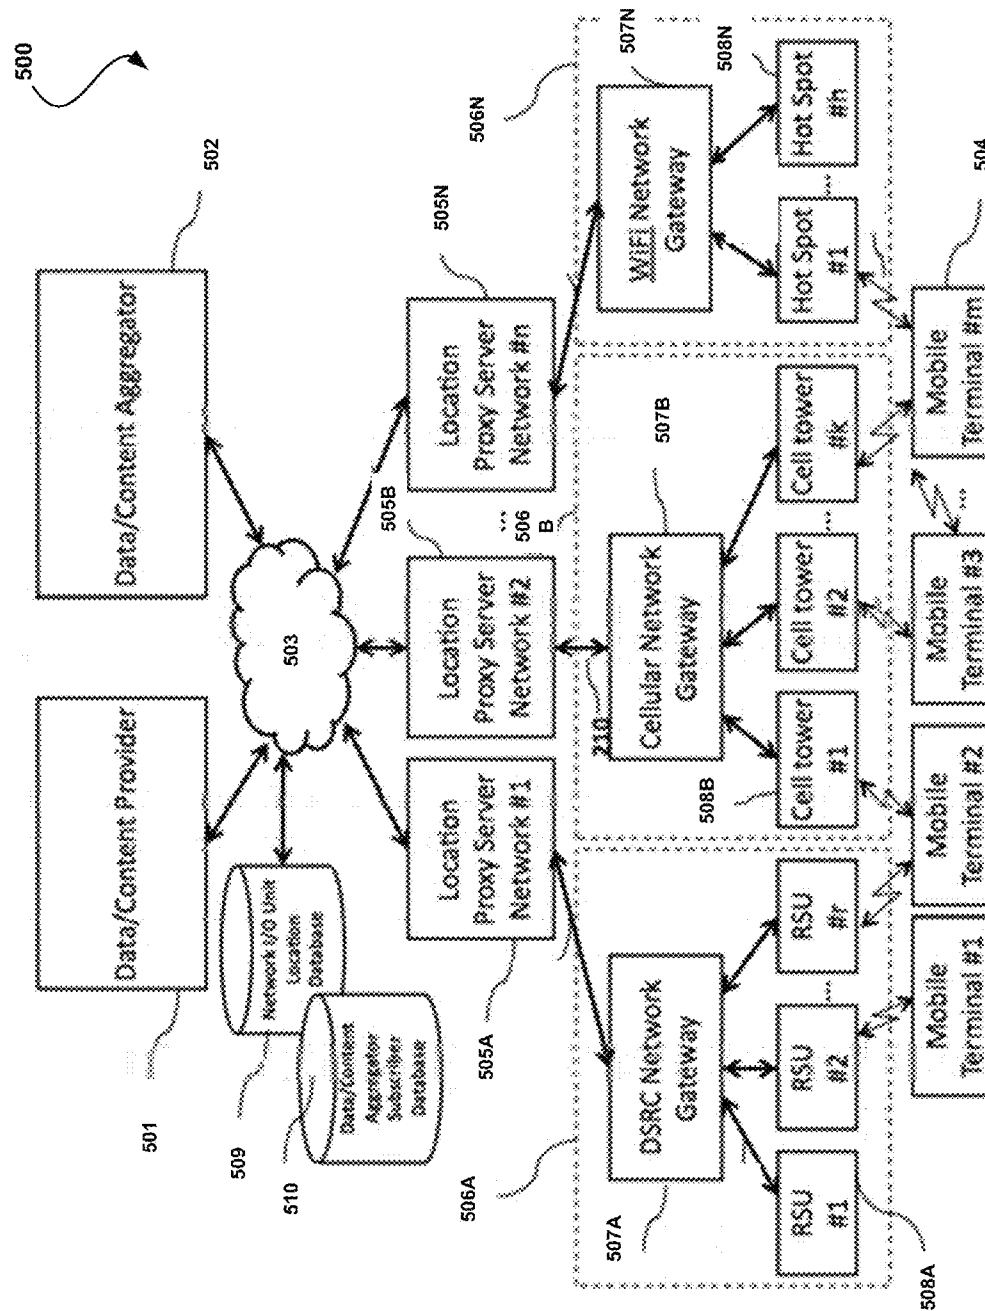 500
Data/Content Provider
501
Data/Content Aggregator
502
503
Network I/O Unit
Location
Database
509
Data/Content
Aggregator
Subscriber
Database
510
Location
Proxy Server
Network #1
505A
Location
Proxy Server
Network #2
505B
...
Location
Proxy Server
Network #n
505N
506A
506
B
506N
210
DSRC Network
Gateway
507A
Cellular Network
Gateway
507B
WiFi Network
Gateway
507N
RSU
#1
RSU
#2
...
RSU
#r
508A
Cell tower
#1
Cell tower
#2
...
Cell tower
#k
508B
Hot Spot
#1
...
Hot Spot
#h
508N
Mobile
Terminal #1
Mobile
Terminal #2
Mobile
Terminal #3
...
Mobile
Terminal #m
504